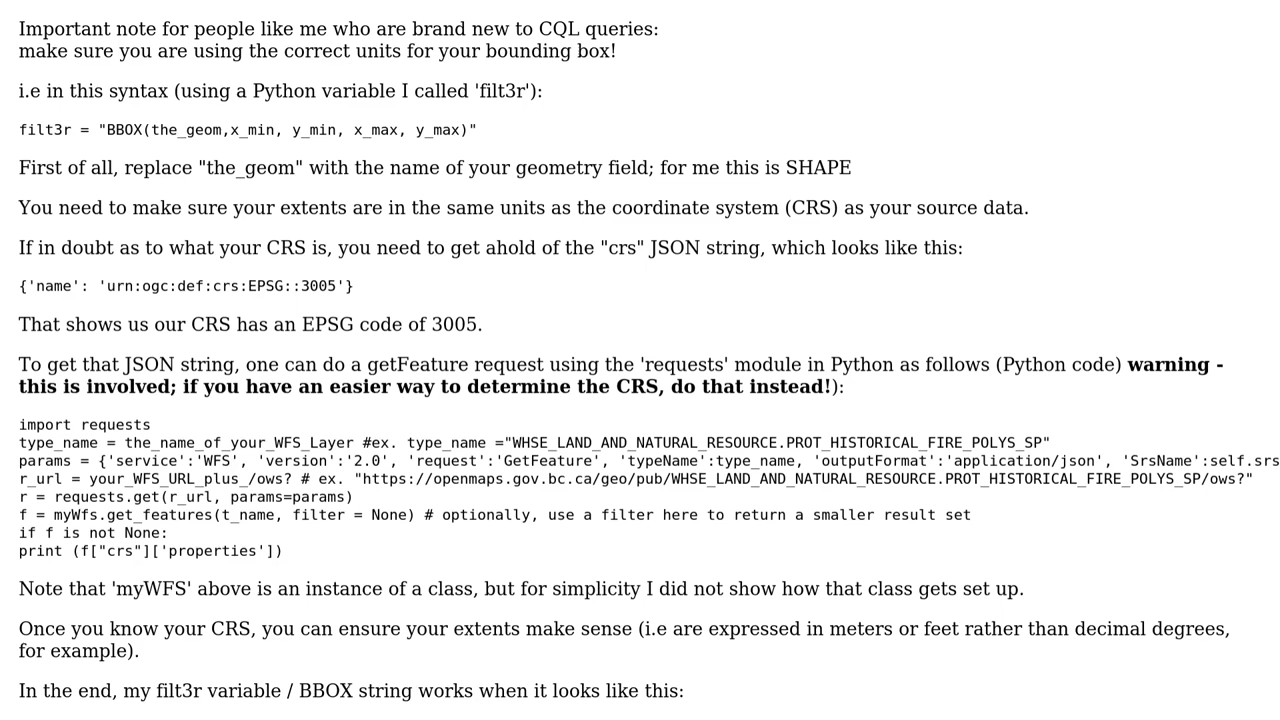 Important note for people like me who are brand new to CQL queries:
make sure you are using the correct units for your bounding box!
i.e in this syntax (using a Python variable I called 'filt3r'):
filt3r = "BBOX(the_geom,x_min, y_min, x_max, y_max)"
First of all, replace "the_geom" with the name of your geometry field; for me this is SHAPE
You need to make sure your extents are in the same units as the coordinate system (CRS) as your source data.
If in doubt as to what your CRS is, you need to get ahold of the "crs" JSON string, which looks like this:
{'name': 'urn:ogc:def:crs:EPSG::3005'}
That shows us our CRS has an EPSG code of 3005.
To get that JSON string, one can do a getFeature request using the 'requests' module in Python as follows (Python code) warning -
this is involved; if you have an easier way to determine the CRS, do that instead!):
import requests
type_name = the_name_of_your_WFS_Layer #ex. type_name ="WHSE_LAND_AND_NATURAL_RESOURCE.PROT_HISTORICAL_FIRE_POLYS_SP"
params = {'service':'WFS', 'version':'2.0', 'request':'GetFeature', 'typeName':type_name, 'outputFormat':'application/json', 'SrsName':self.srs
r_url = your_WFS_URL_plus_/ows? # ex. "https://openmaps.gov.bc.ca/geo/pub/WHSE_LAND_AND_NATURAL_RESOURCE.PROT_HISTORICAL_FIRE_POLYS_SP/ows?"
r = requests.get(r_url, params=params)
f = myWfs.get_features(t_name, filter = None) # optionally, use a filter here to return a smaller result set
if f is not None:
print (f["crs"]['properties'])
Note that 'myWFS' above is an instance of a class, but for simplicity I did not show how that class gets set up.
Once you know your CRS, you can ensure your extents make sense (i.e are expressed in meters or feet rather than decimal degrees,
for example).
In the end, my filt3r variable / BBOX string works when it looks like this: